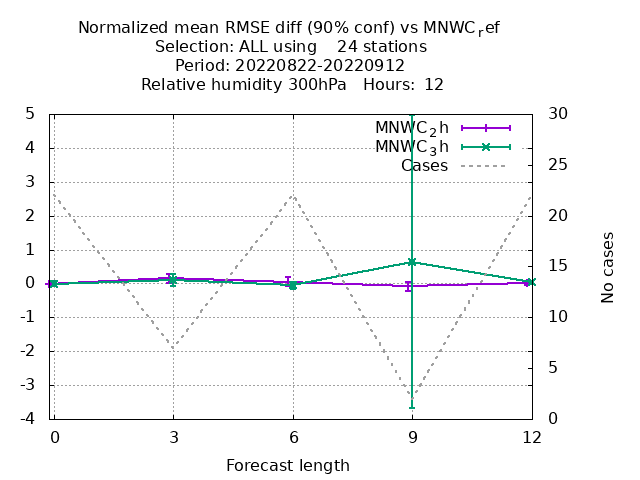 Normalized mean RMSE diff (90% conf) vs MNWC_ref
Selection: ALL using    24 stations
Period: 20220822-20220912
Relative humidity 300hPa   Hours: 12
5
4
3
2
1
0
-1
-2
-3
-4
30
25
20
15
10
5
0
MNWC_2h
MNWC_3h
Cases
No cases
0
3
6
9
12
Forecast length